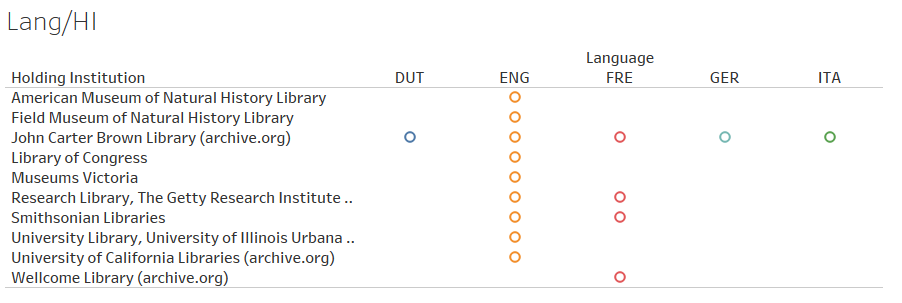 Lang/HI
Language
Holding Institution DUT ENG FRE GER ITA
American Museum of Natural History Library
Field Museum of Natural History Library
John Carter Brown Library (archive.org)
Library of Congress
Museums Victoria
Research Library, The Getty Research Institute ..
Smithsonian Libraries
University Library, University of Illinois Urbana ..
University of California Libraries (archive.org)
Wellcome Library (archive.org)